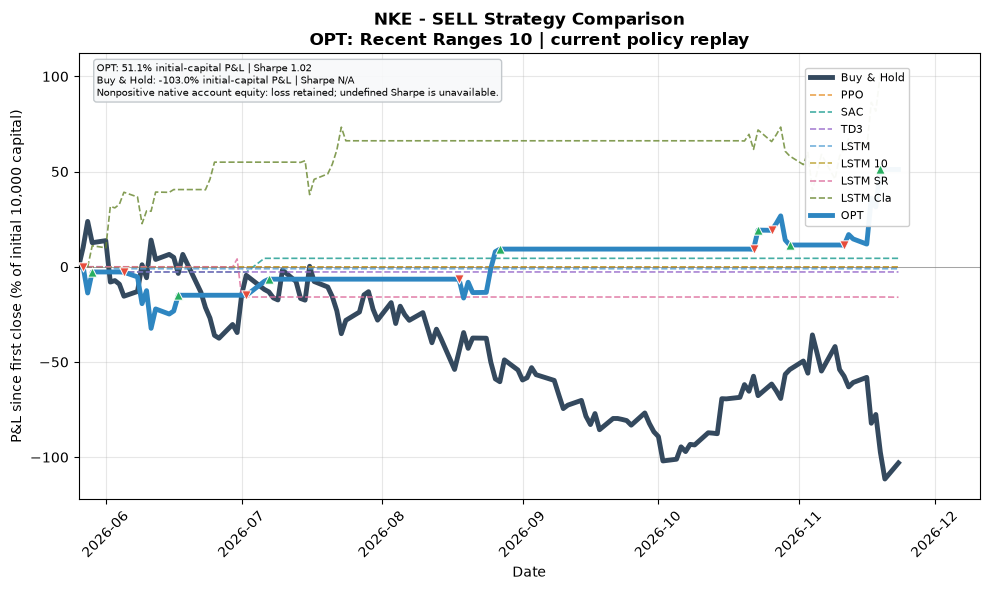 NKE - SELL Strategy Comparison
OPT: Recent Ranges 10 | current policy replay
OPT: 51.1% initial-capital P&L | Sharpe 1.02
Buy & Hold: -103.0% initial-capital P&L | Sharpe N/A
Nonpositive native account equity: loss retained; undefined Sharpe is unavailable.
Buy & Hold
PPO
SAC
TD3
LSTM
LSTM 10
LSTM SR
LSTM Cla
OPT
P&L since first close (% of initial 10,000 capital)
100
50
0
−50
−100
2026-06
2026-07
2026-08
2026-09
2026-10
2026-11
2026-12
Date